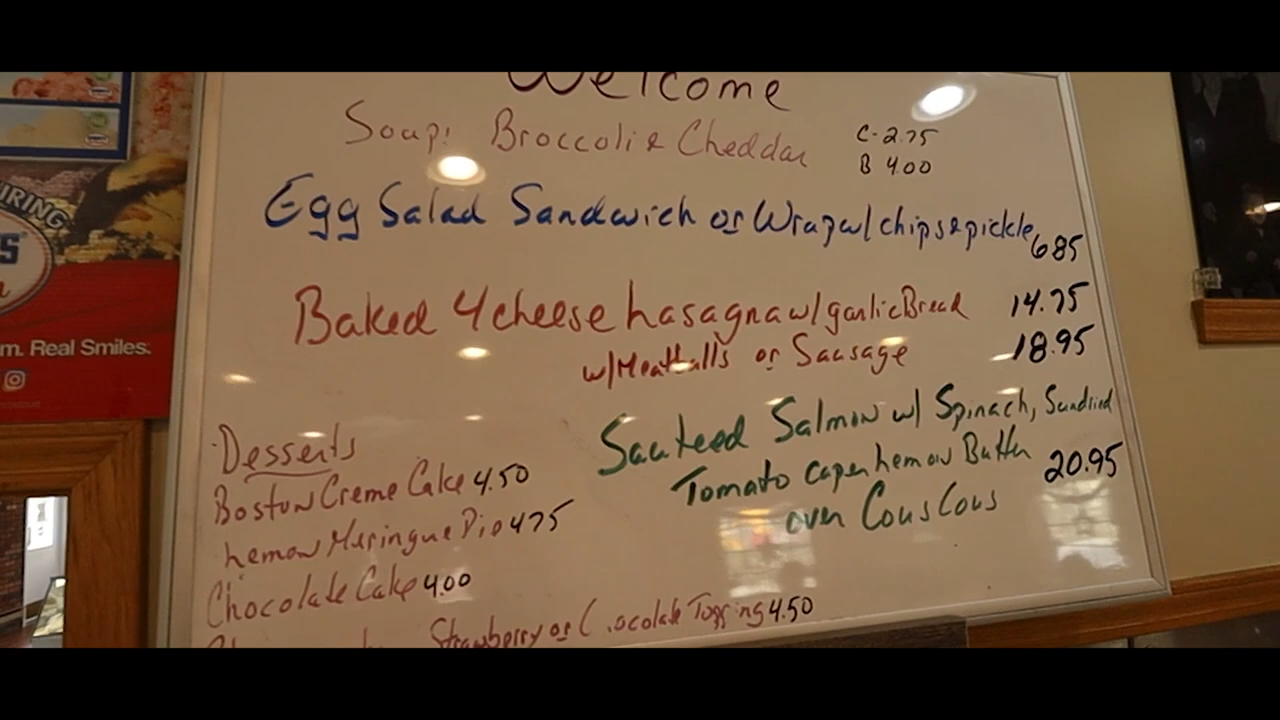 Welcome
Soup: Broccoli & Cheddar C-2.75
B 4.00
Egg Salad Sandwich or Wrap w/ chips & pickle 6.85
Baked 4 cheese Lasagna w/ garlic Bread 14.75
w/ Meatballs or Sausage 18.95
Sauteed Salmon w/ Spinach, Sundried
Tomato caper Lemon Butter 20.95
over Cous Cous
Desserts
Boston Creme Cake 4.50
Lemon Meringue Pie 4.75
Chocolate Cake 4.00
Strawberry or Chocolate Topping 4.50
IRING
m. Real Smiles.